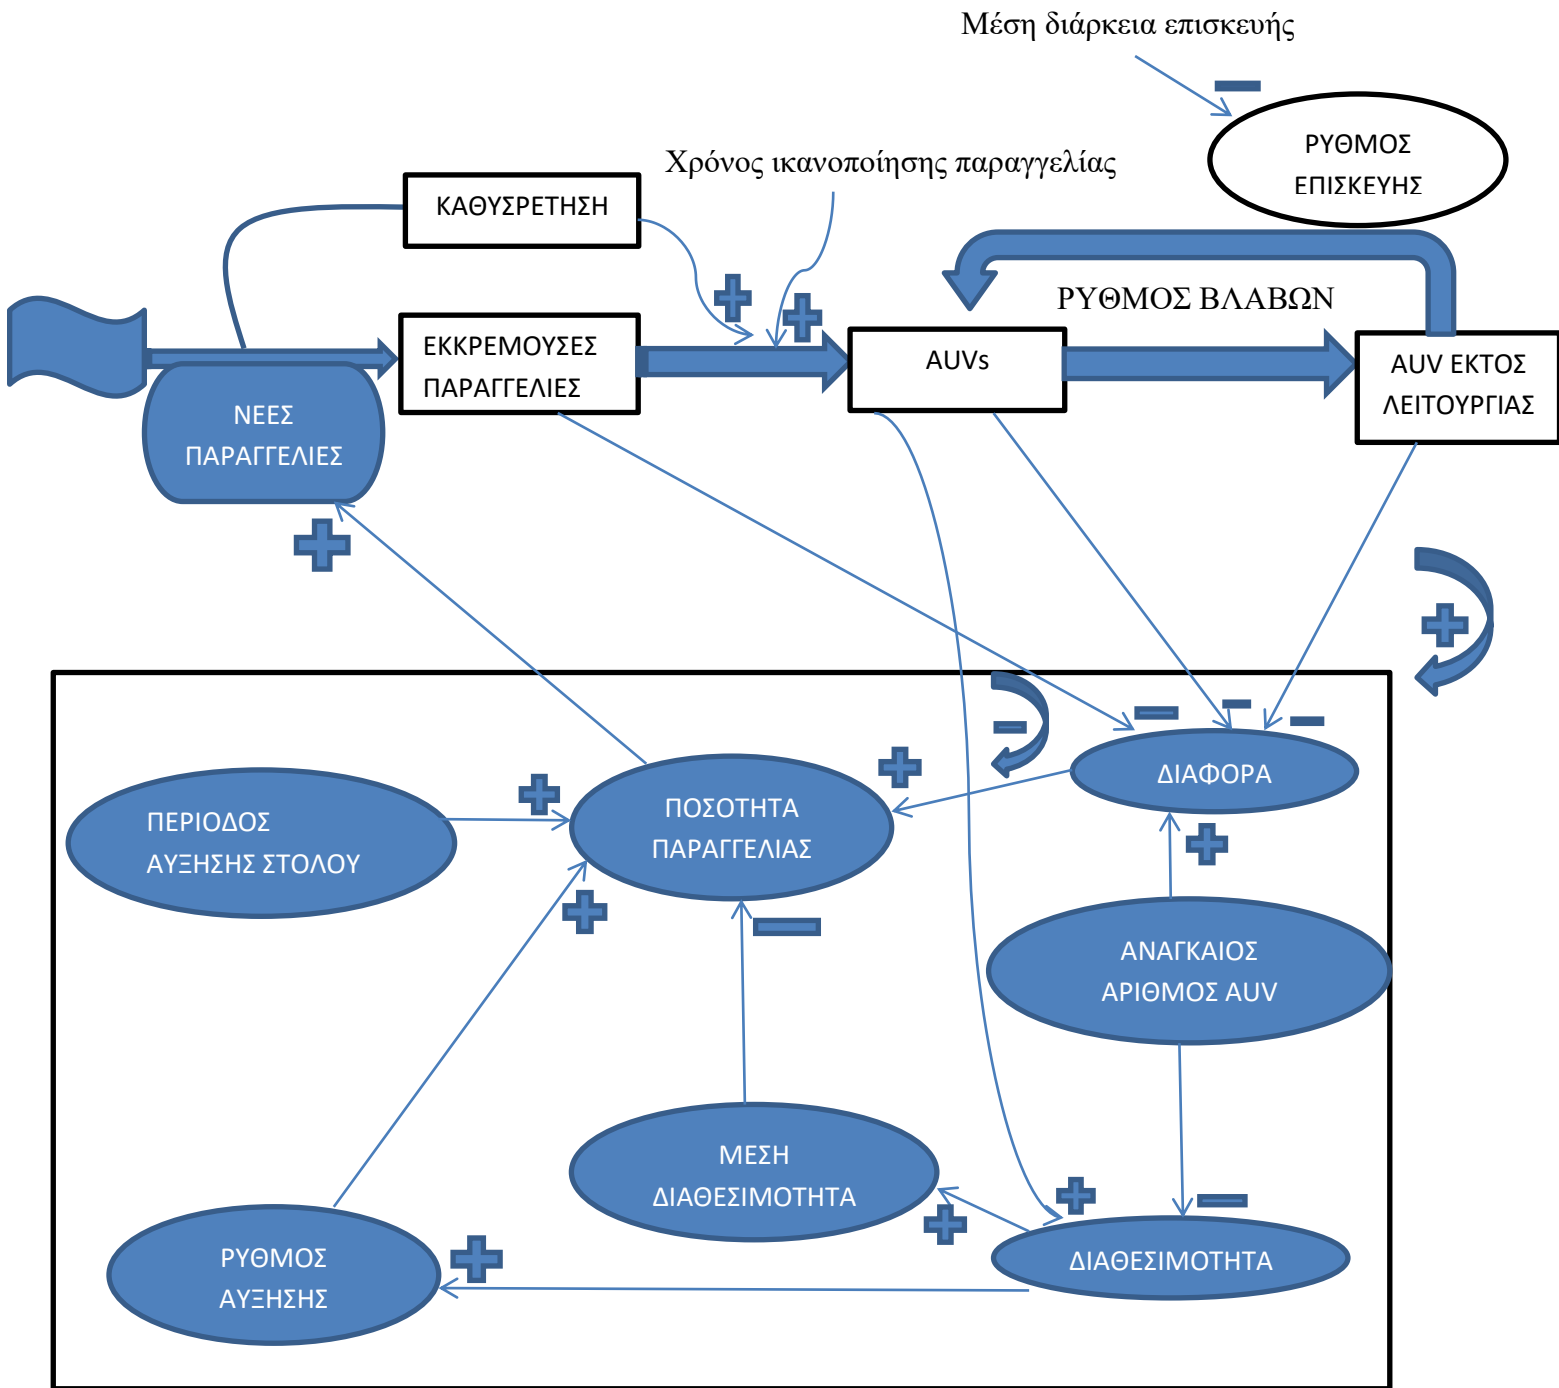 Μέση διάρκεια επισκευής
ΡΥΘΜΟΣ
ΕΠΙΣΚΕΥΗΣ
Χρόνος ικανοποίησης παραγγελίας
ΚΑΘΥΣΡΕΤΗΣΗ
ΡΥΘΜΟΣ ΒΛΑΒΩΝ
ΕΚΚΡΕΜΟΥΣΕΣ
ΠΑΡΑΓΓΕΛΙΕΣ
AUVs
AUV ΕΚΤΟΣ
ΛΕΙΤΟΥΡΓΙΑΣ
ΝΕΕΣ
ΠΑΡΑΓΓΕΛΙΕΣ
ΔΙΑΦΟΡΑ
ΠΟΣΟΤΗΤΑ
ΠΑΡΑΓΓΕΛΙΑΣ
ΠΕΡΙΟΔΟΣ
ΑΥΞΗΣΗΣ ΣΤΟΛΟΥ
ΑΝΑΓΚΑΙΟΣ
ΑΡΙΘΜΟΣ AUV
ΜΕΣΗ
ΔΙΑΘΕΣΙΜΟΤΗΤΑ
ΡΥΘΜΟΣ
ΑΥΞΗΣΗΣ
ΔΙΑΘΕΣΙΜΟΤΗΤΑ